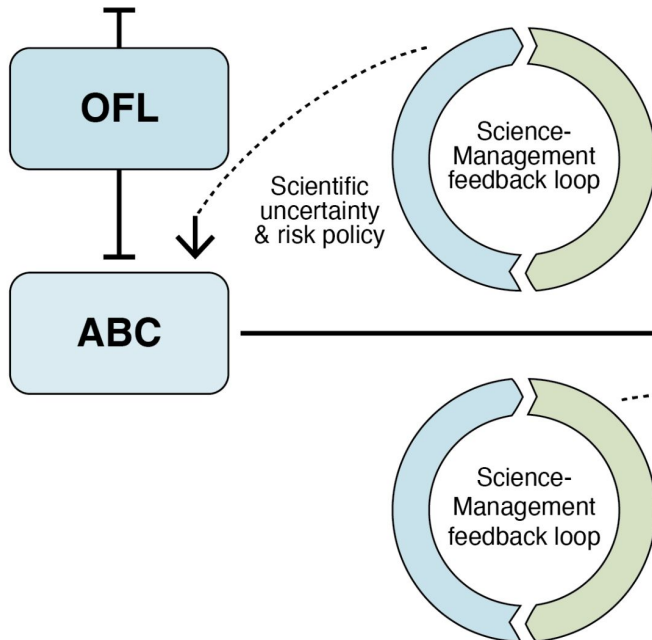 OFL
Science-
Management
feedback loop
Scientific
uncertainty
& risk policy
ABC
Science-
Management
feedback loop